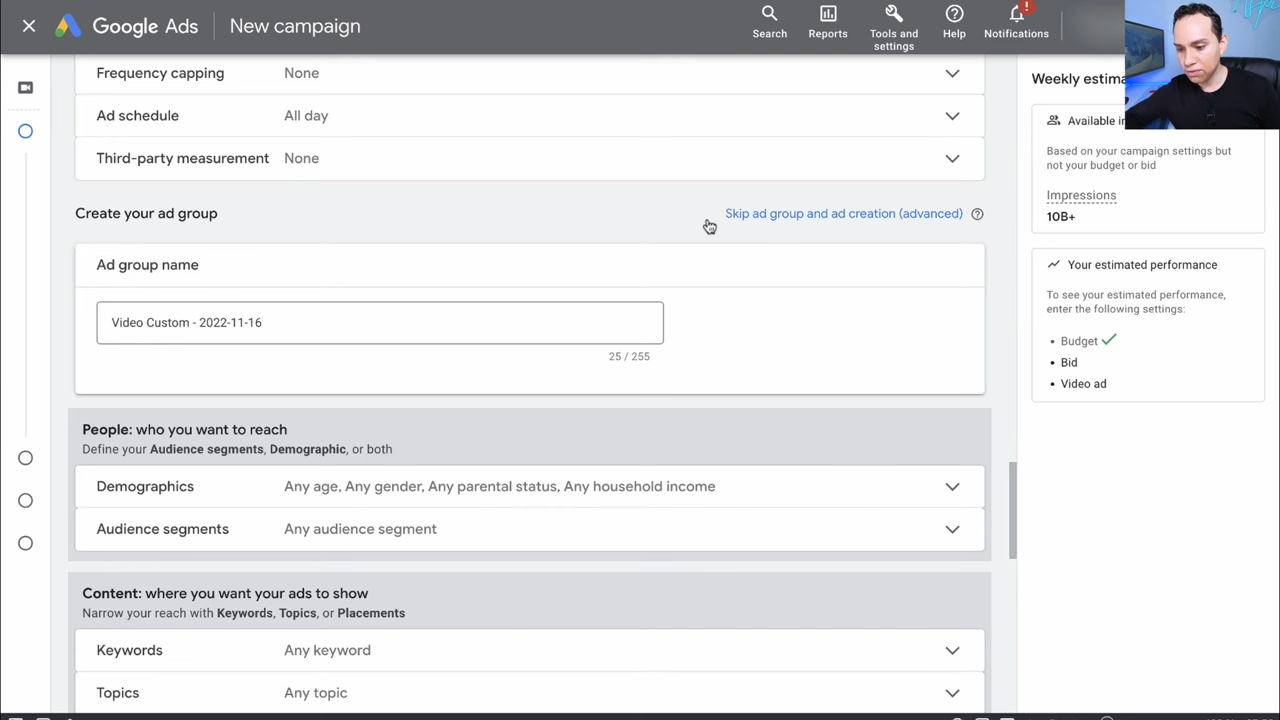 Google Ads
New campaign
Search
Reports
Tools and
settings
Help
!
Notifications
Frequency capping
None
Ad schedule
All day
Third-party measurement
None
Create your ad group
Skip ad group and ad creation (advanced)
Ad group name
Video Custom - 2022-11-16
25 / 255
People: who you want to reach
Define your Audience segments, Demographic, or both
Demographics
Any age, Any gender, Any parental status, Any household income
Audience segments
Any audience segment
Content: where you want your ads to show
Narrow your reach with Keywords, Topics, or Placements
Keywords
Any keyword
Topics
Any topic
Weekly
Available
Based on your campaign settings but
not your budget or bid
Impressions
10B+
Your estimated performance
To see your estimated performance,
enter the following settings:
• Budget
• Bid
• Video ad